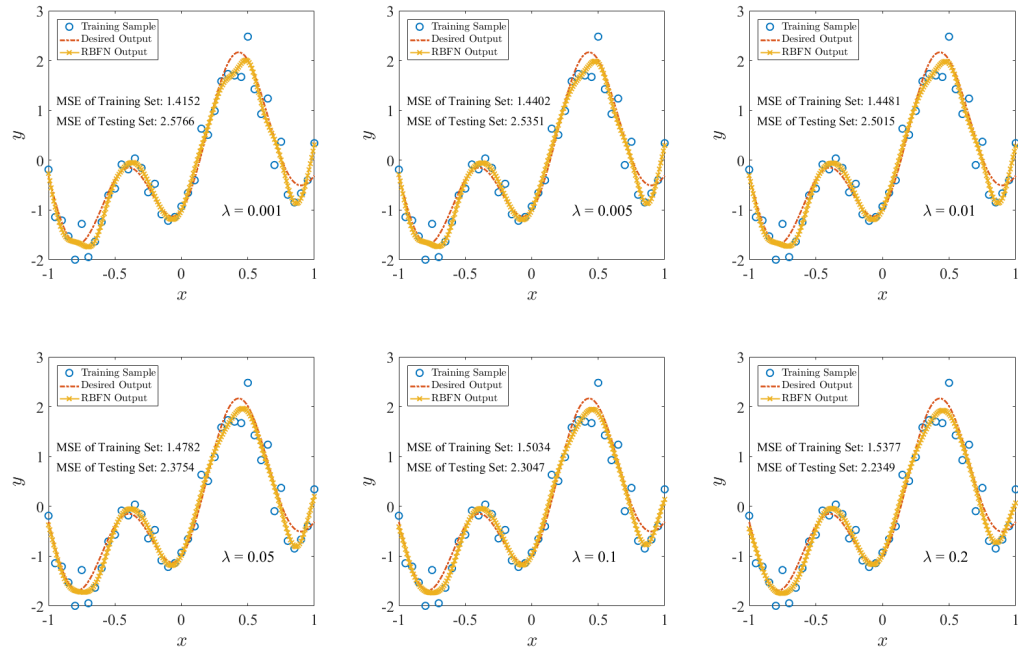 3
2
1
0
-1
-2
y
Training Sample
Desired Output
RBFN Output
MSE of Training Set: 1.4152
MSE of Testing Set: 2.5766
λ = 0.001
-1 -0.5 0 0.5 1
x
3
2
1
0
-1
-2
y
Training Sample
Desired Output
RBFN Output
MSE of Training Set: 1.4402
MSE of Testing Set: 2.5351
λ = 0.005
-1 -0.5 0 0.5 1
x
3
2
1
0
-1
-2
y
Training Sample
Desired Output
RBFN Output
MSE of Training Set: 1.4481
MSE of Testing Set: 2.5015
λ = 0.01
-1 -0.5 0 0.5 1
x
3
2
1
0
-1
-2
y
Training Sample
Desired Output
RBFN Output
MSE of Training Set: 1.4782
MSE of Testing Set: 2.3754
λ = 0.05
-1 -0.5 0 0.5 1
x
3
2
1
0
-1
-2
y
Training Sample
Desired Output
RBFN Output
MSE of Training Set: 1.5034
MSE of Testing Set: 2.3047
λ = 0.1
-1 -0.5 0 0.5 1
x
3
2
1
0
-1
-2
y
Training Sample
Desired Output
RBFN Output
MSE of Training Set: 1.5377
MSE of Testing Set: 2.2349
λ = 0.2
-1 -0.5 0 0.5 1
x